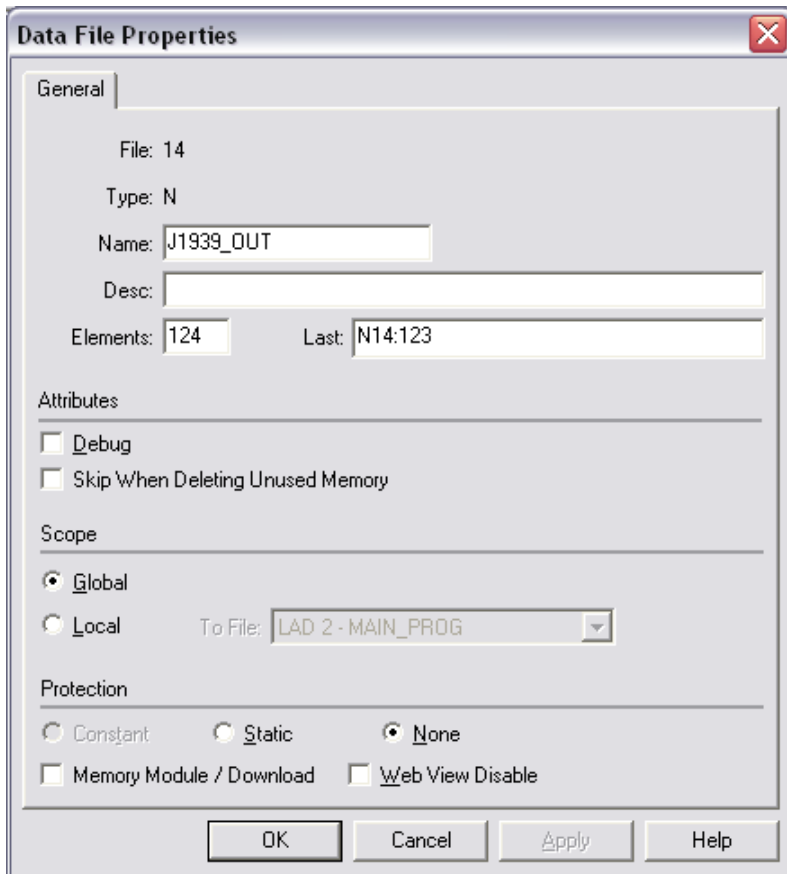 Data File Properties
General
File: 14
Type: N
Name: J1939_OUT
Desc:
Elements: 124 Last: N14:123
Attributes
Debug
Skip When Deleting Unused Memory
Scope
Global
Local To File: LAD 2 - MAIN_PROG
Protection
Constant Static None
Memory Module / Download Web View Disable
OK Cancel Apply Help